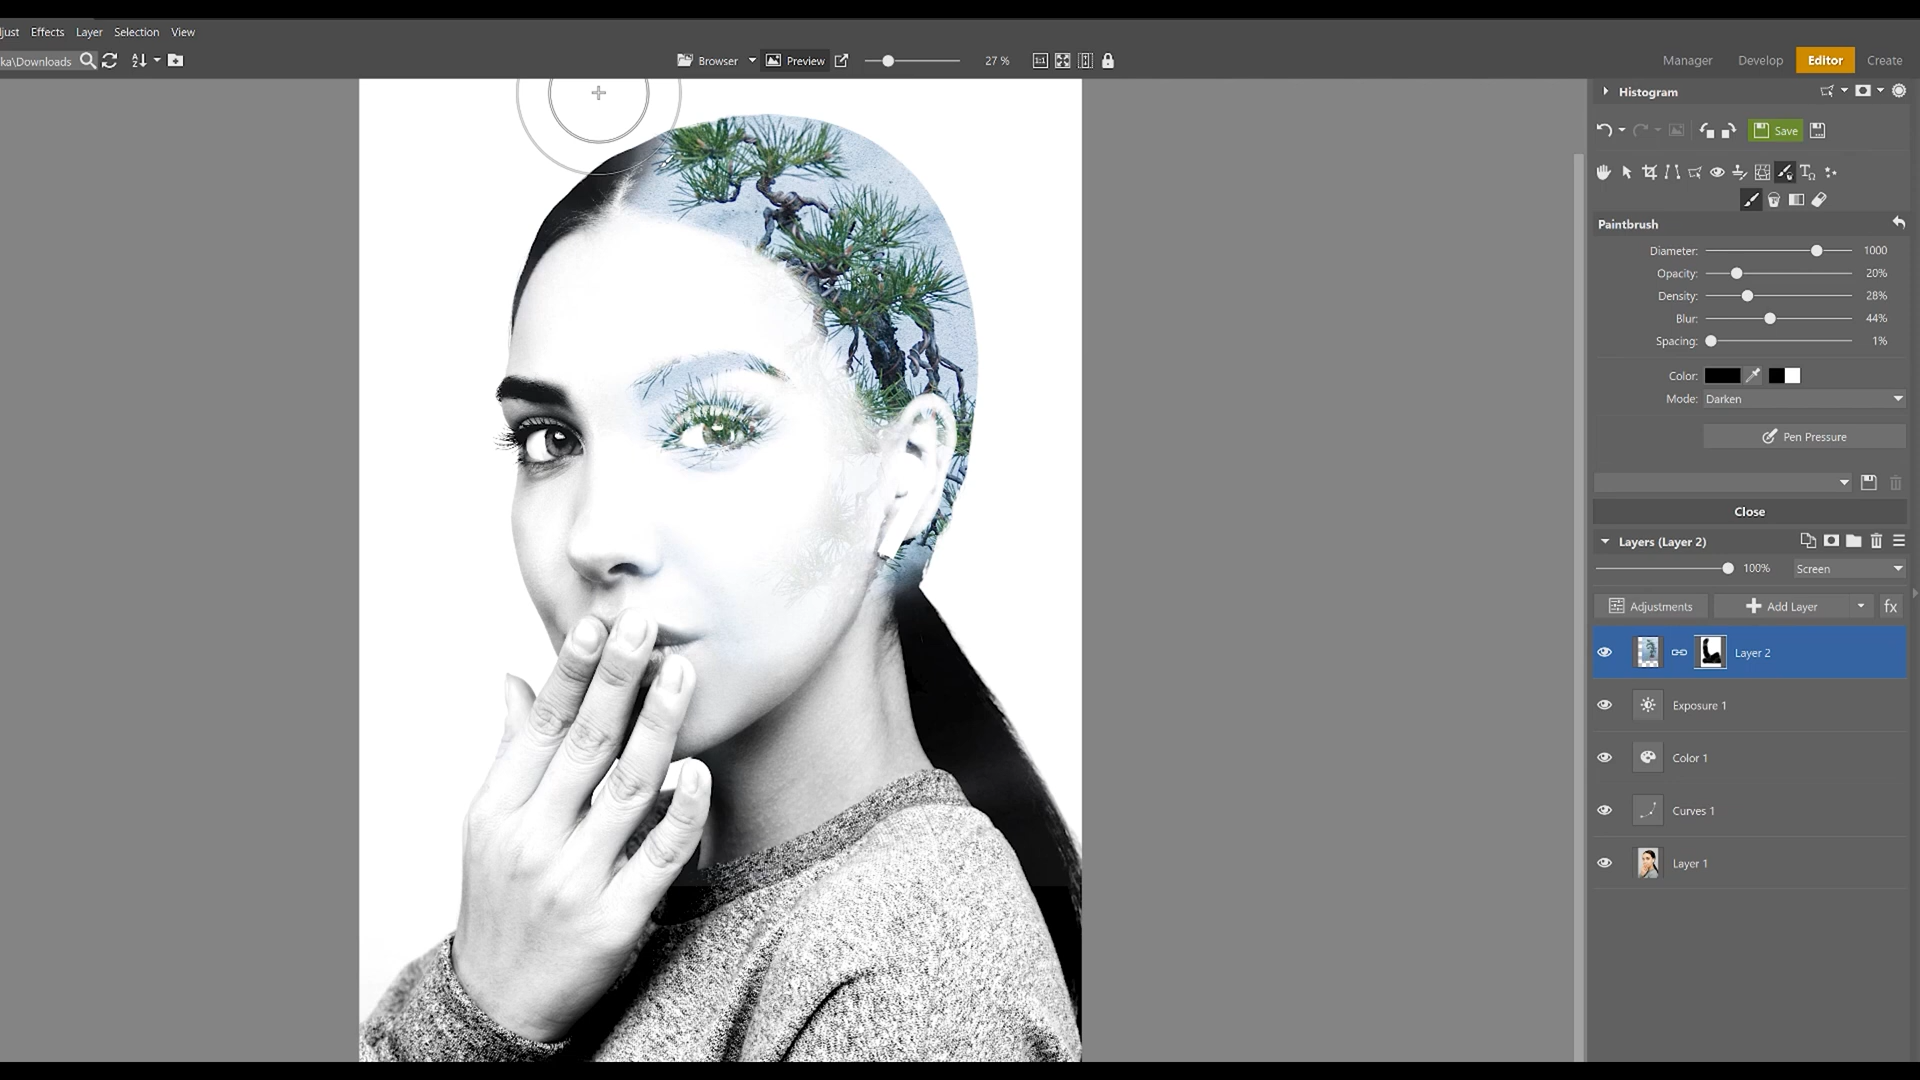 just Effects Layer Selection View
ka\Downloads Browser Preview 27 % Manager Develop Editor Create
Histogram
Save
Paintbrush
Diameter: 1000
Opacity: 20%
Density: 28%
Blur: 44%
Spacing: 1%
Color:
Mode: Darken
Pen Pressure
Close
Layers (Layer 2)
100% Screen
Adjustments Add Layer fx
Layer 2
Exposure 1
Color 1
Curves 1
Layer 1